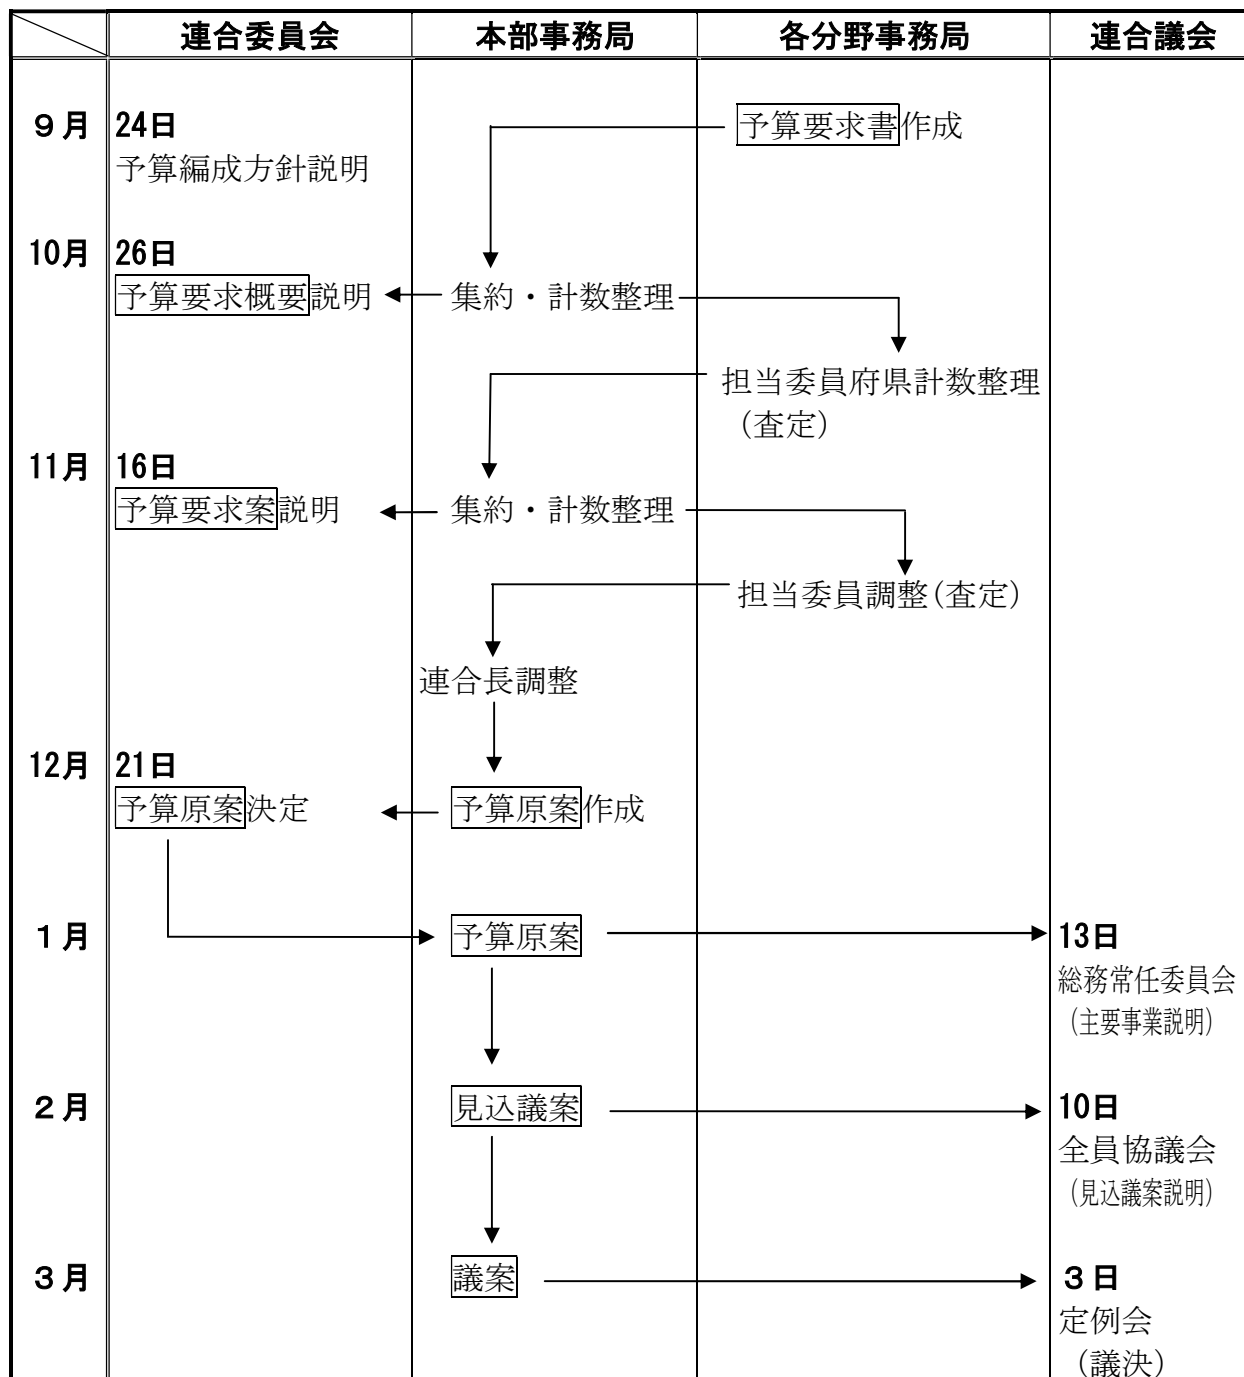 連合委員会 本部事務局 各分野事務局 連合議会
９月 24日 予算要求書作成
予算編成方針説明
10月 26日
予算要求概要説明 集約・計数整理
担当委員府県計数整理
（査定）
11月 16日
予算要求案説明 集約・計数整理
担当委員調整(査定)
連合長調整
12月 21日
予算原案決定 予算原案作成
１月 予算原案 13日
総務常任委員会
（主要事業説明）
２月 見込議案 10日
全員協議会
（見込議案説明）
３月 議案 ３日
定例会
（議決）